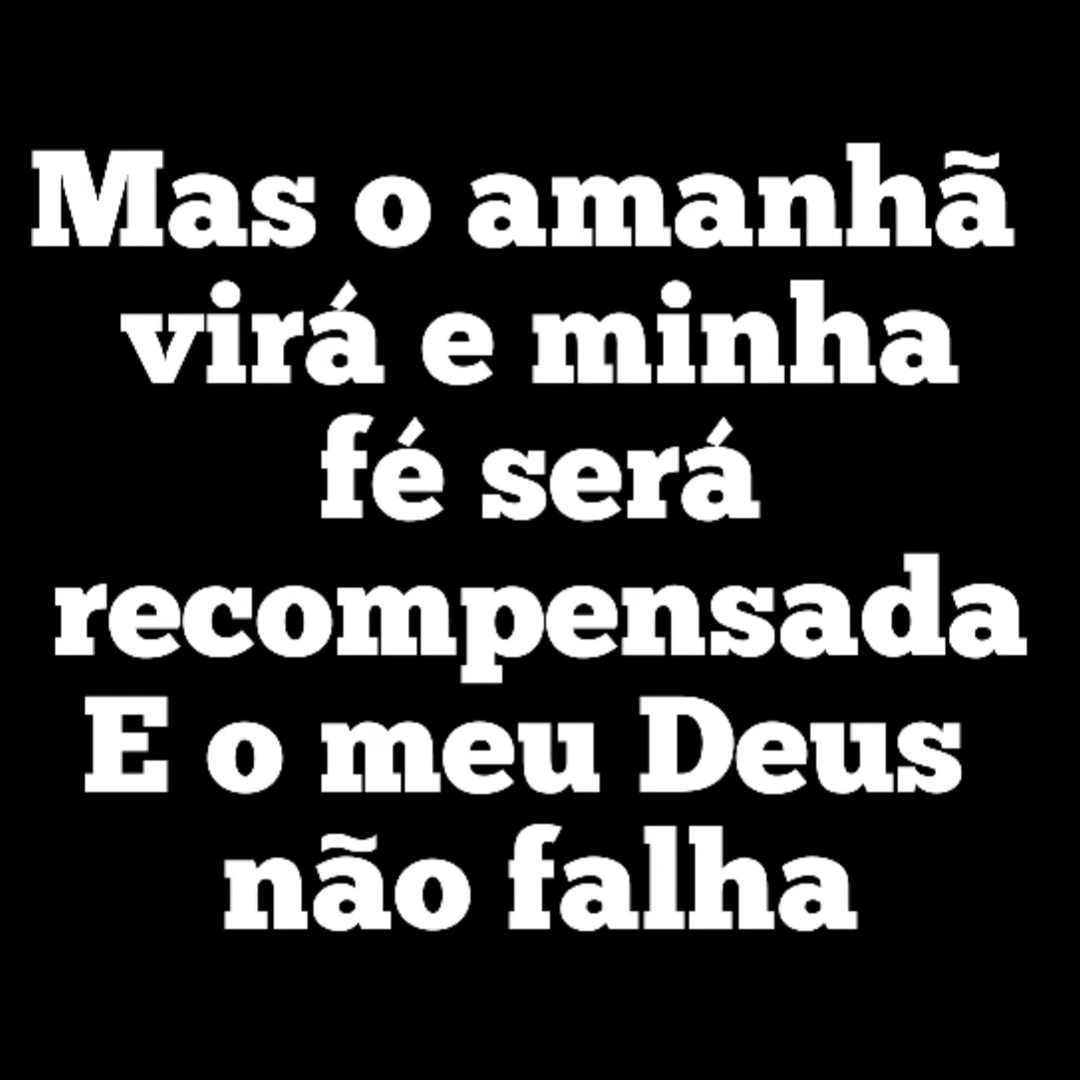 Mas o amanhã
virá e minha
fé será
recompensada
E o meu Deus
não falha